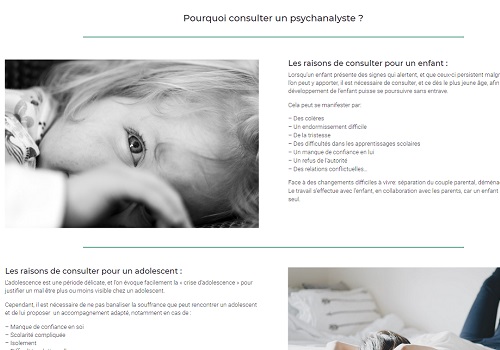 Pourquoi consulter un psychanalyste ?
Les raisons de consulter pour un enfant :
Lorsqu'un enfant présente des signes qui alertent, et que ceux-ci persistent malgr
l'on peut y apporter, il est nécessaire de consulter, et ce dès le plus jeune âge, afin
développement de l'enfant puisse se poursuivre sans entrave.
Cela peut se manifester par:
– Des colères
– Un endormissement difficile
– De la tristesse
– Des difficultés dans les apprentissages scolaires
– Un manque de confiance en lui
– Un refus de l'autorité
– Des relations conflictuelles...
Face à des changements difficiles à vivre: séparation du couple parental, déména
Le travail s'effectue avec l'enfant, en collaboration avec les parents, car un enfant
seul.
Les raisons de consulter pour un adolescent :
L'adolescence est une période délicate, et l'on évoque facilement la « crise d'adolescence » pour
justifier un mal être plus ou moins visible chez un adolescent.
Cependant, il est nécessaire de ne pas banaliser la souffrance que peut rencontrer un adolescent
et de lui proposer un accompagnement adapté, notamment en cas de :
– Manque de confiance en soi
– Scolarité compliquée
– Isolement